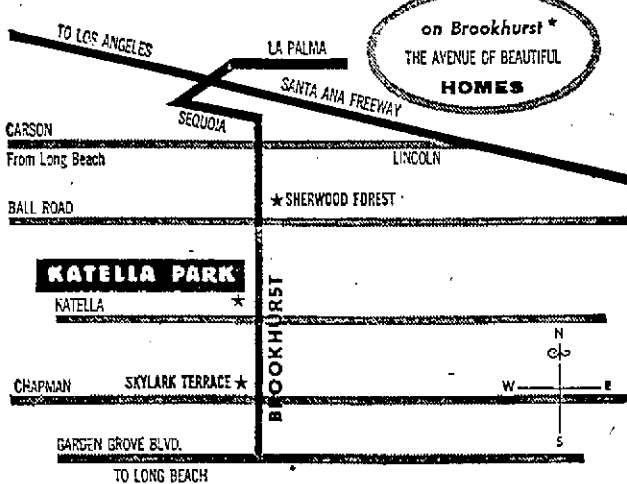 on Brookhurst*
THE AVENUE OF BEAUTIFUL
HOMES
TO LOS ANGELES
LA PALMA
SANTA ANA FREEWAY
SEQUOIA
CARSON
From Long Beach
LINCOLN
★SHERWOOD FOREST
BALL ROAD
KATELLA PARK
★
KATELLA
BROOKHURST
N
W E
S
CHAPMAN
SKYLARK TERRACE★
GARDEN GROVE BLVD.
TO LONG BEACH